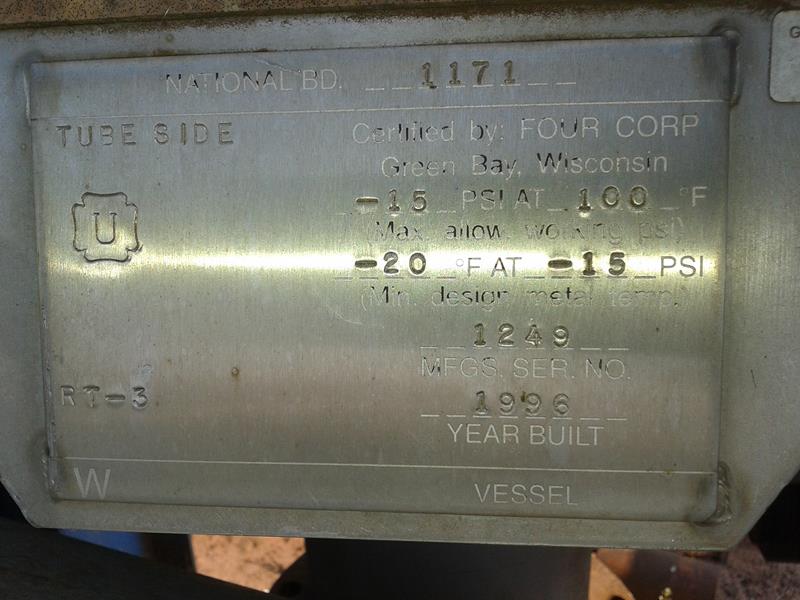 NATIONAL BD. 1171
TUBE SIDE
Certified by: FOUR CORP
Green Bay, Wisconsin
U
-15 PSI AT 100 °F
(Max. allow. working psi)
-20 °F AT -15 PSI
(Min. design metal temp.)
1249
MFGS. SER. NO.
RT-3
1996
YEAR BUILT
W
VESSEL
G